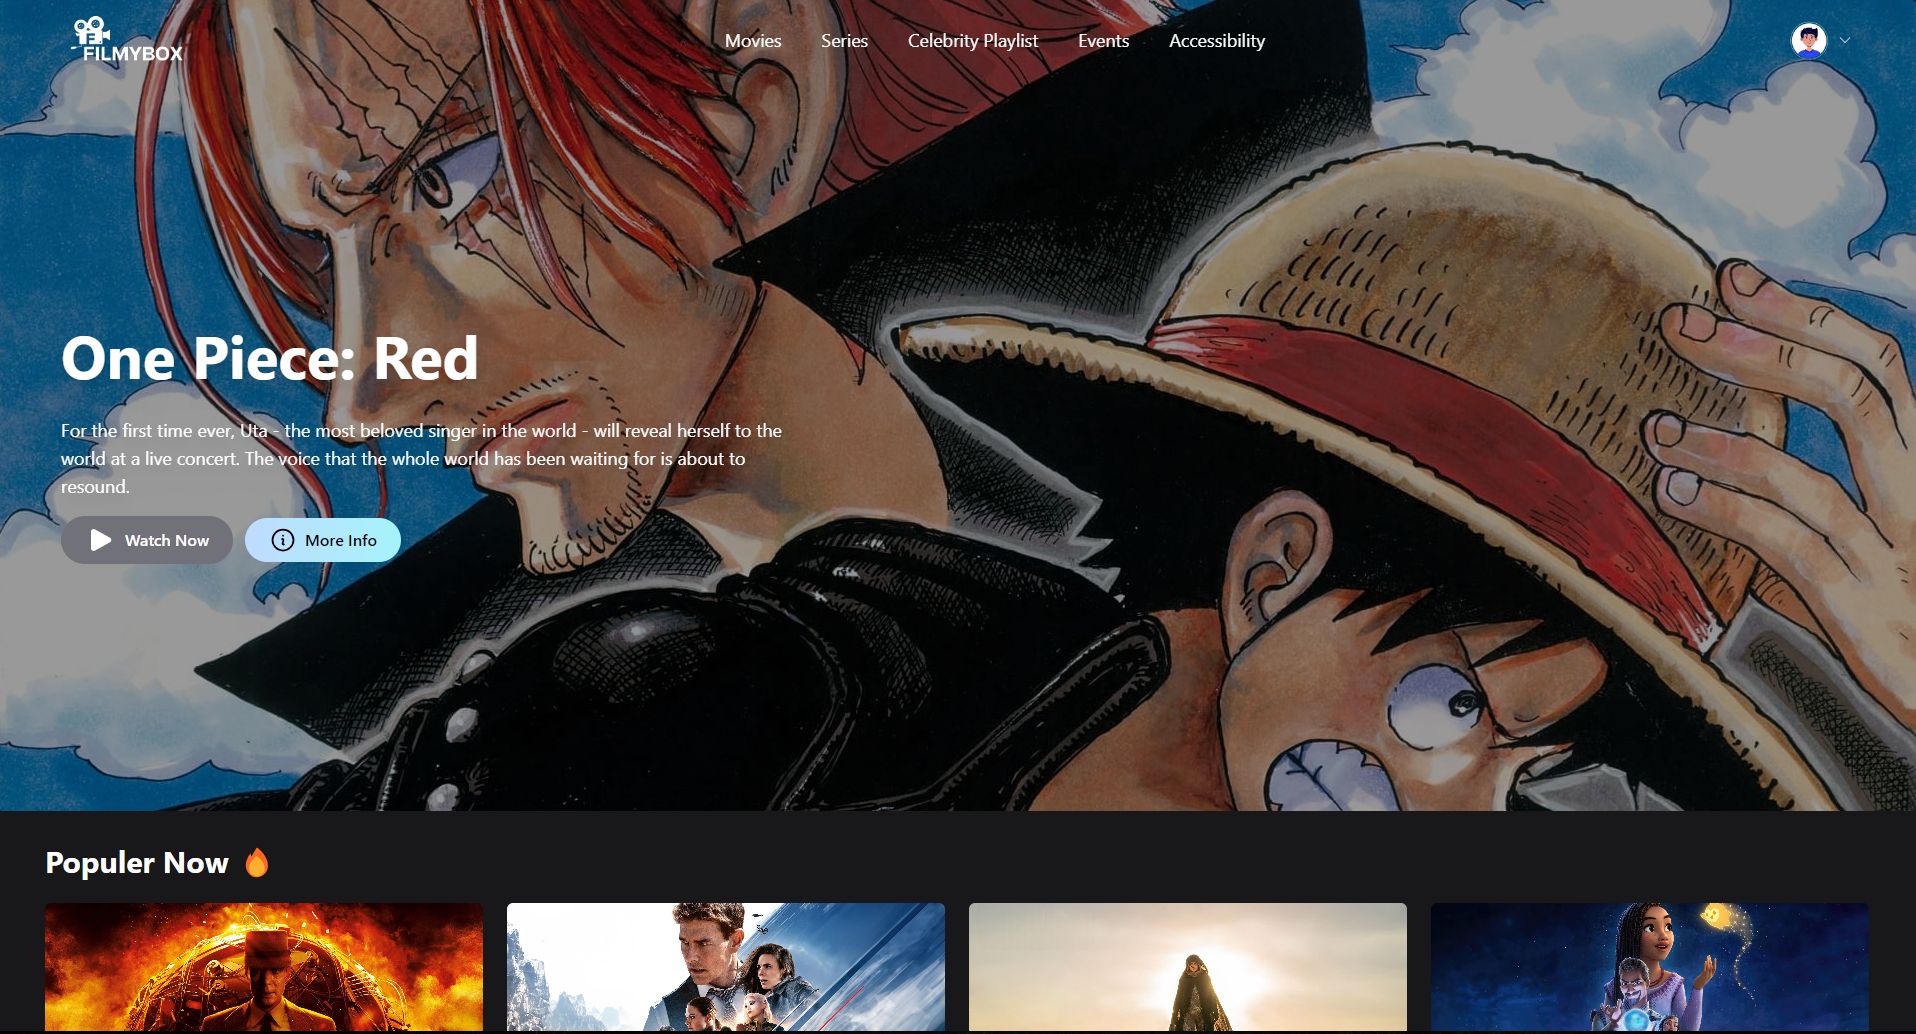 FILMYBOX
Movies Series Celebrity Playlist Events Accessibility
One Piece: Red
For the first time ever, Uta - the most beloved singer in the world - will reveal herself to the
world at a live concert. The voice that the whole world has been waiting for is about to
resound.
Watch Now More Info
Populer Now